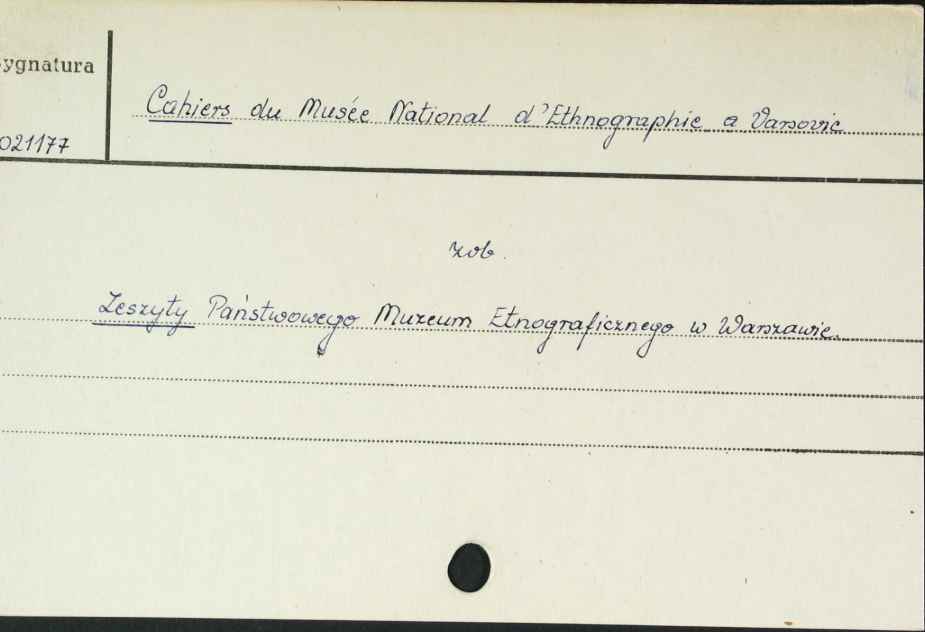 Sygnatura
Cahiers du Musée National d'Ethnographie a Varsovie
021177
zob.
Zeszyty Państwowego Muzeum Etnograficznego w Warszawie.